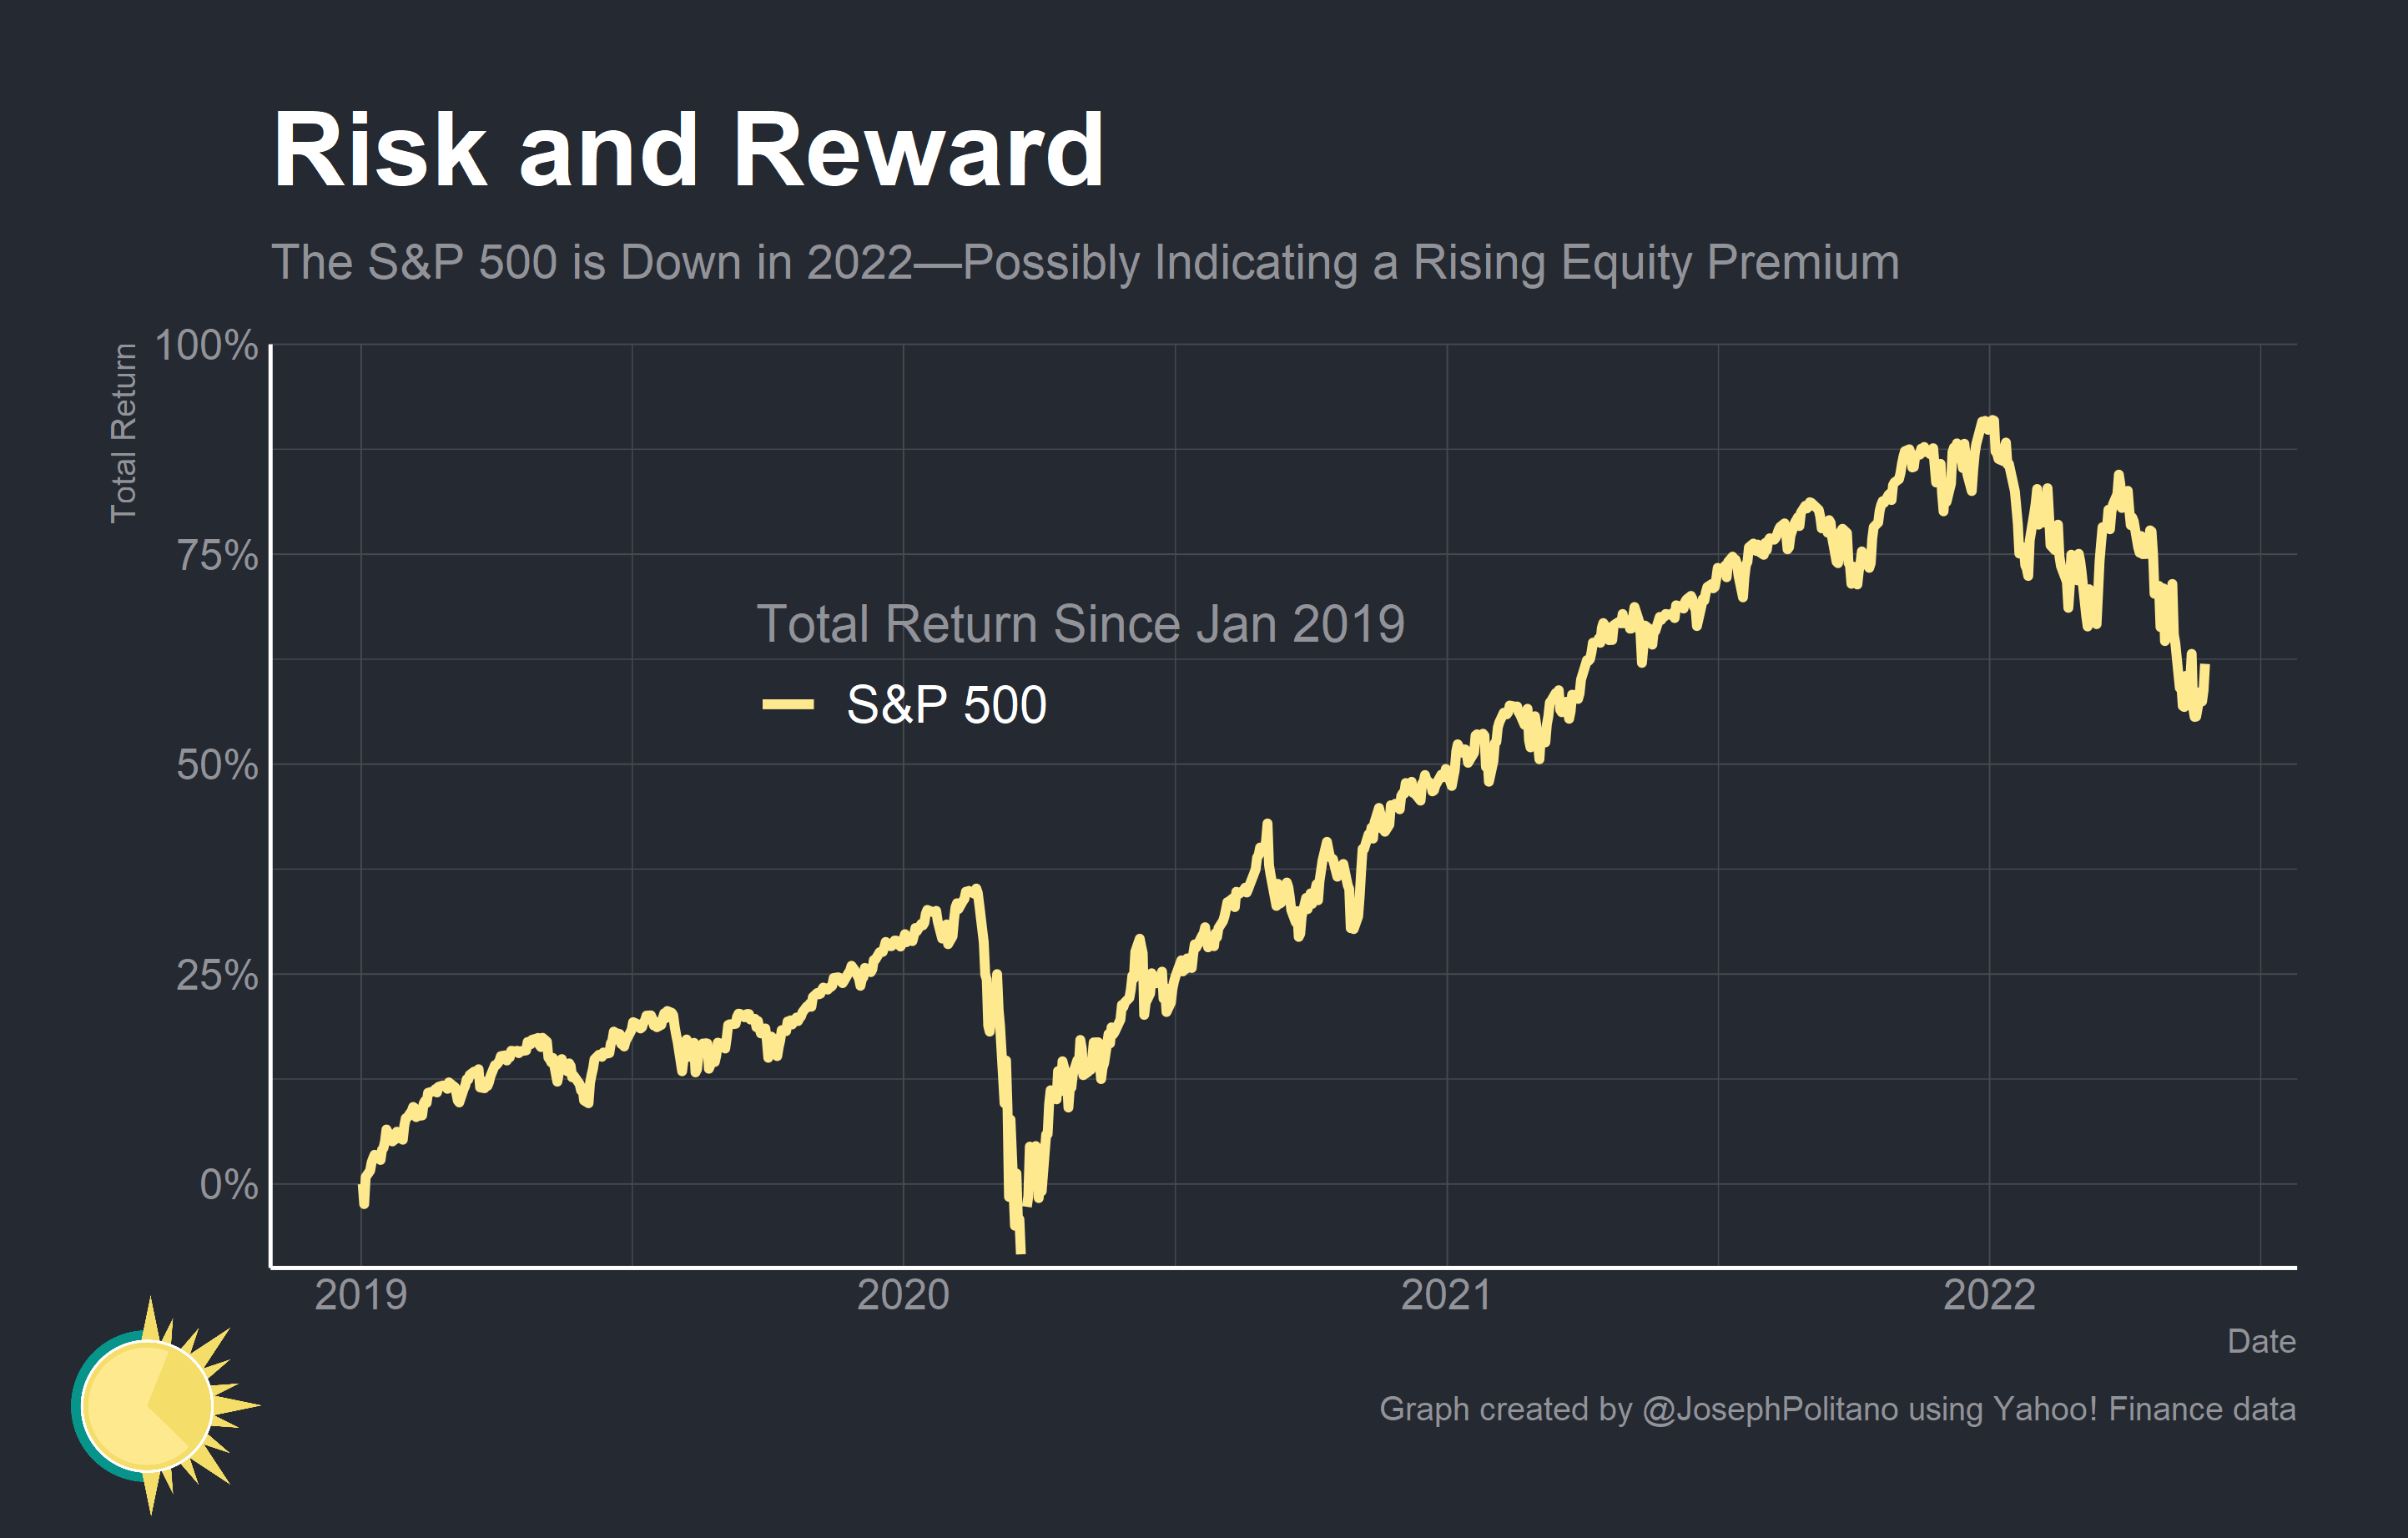 Risk and Reward
The S&P 500 is Down in 2022—Possibly Indicating a Rising Equity Premium
Total Return
100%
75%
50%
25%
0%
Total Return Since Jan 2019
S&P 500
2019 2020 2021 2022
Date
Graph created by @JosephPolitano using Yahoo! Finance data